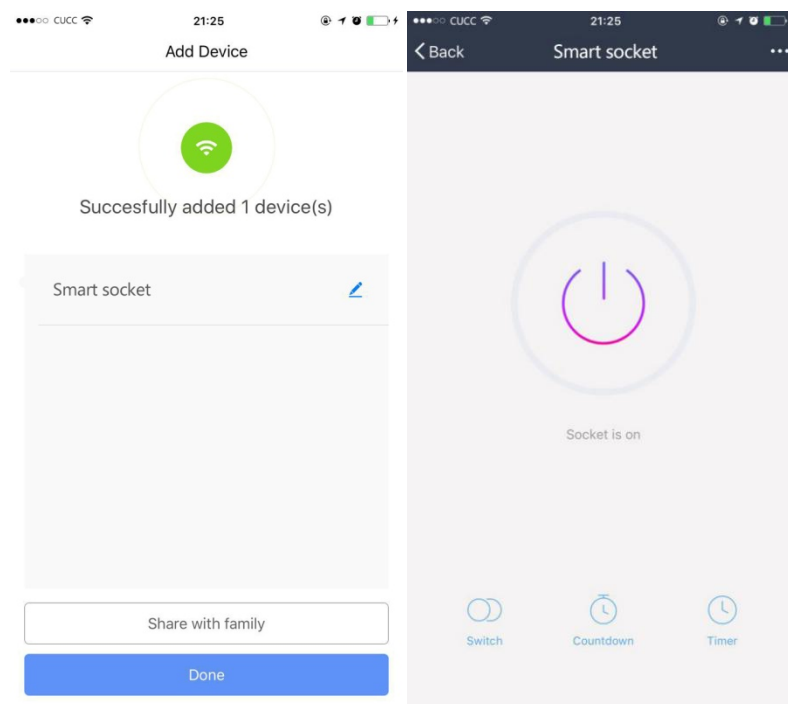 CUCC 21:25
Add Device
Succesfully added 1 device(s)
Smart socket
Share with family
Done
CUCC 21:25
Back Smart socket
Socket is on
Switch Countdown Timer